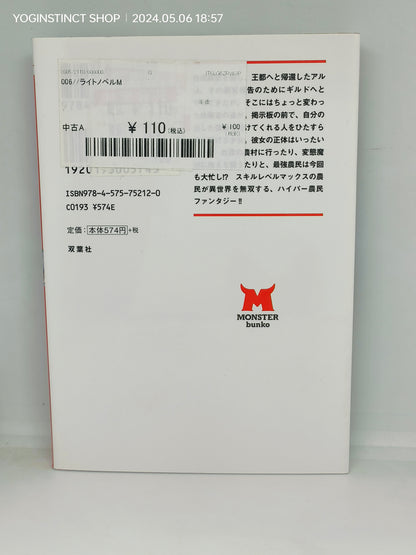 YOGINSTINCT SHOP | 2024.05.06 18:57
006//ライトノベルM
中古A
¥ 110 (税込)
¥100
(税抜)
ISBN978-4-575-75212-0
C0193 ¥574E
定価：本体574円+税
双葉社
王都へと帰還したアル
告のためにギルドへと
そこにはちょっと変わっ
掲示板の前で、自分の
けてくれる人をひたすら
彼女の正体はいったい
農村に行ったり、変態魔
たりと、最強農民は今回
も大忙し!? スキルレベルマックスの農
民が異世界を無双する、ハイパー農民
ファンタジー!!
MONSTER
bunko